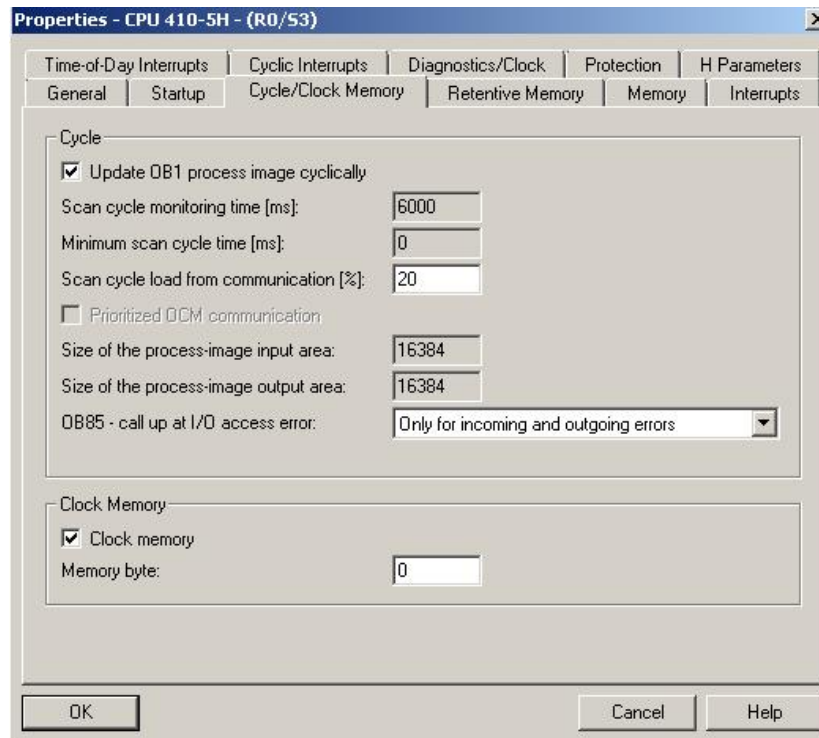 Properties - CPU 410-5H - (R0/S3)
Time-of-Day Interrupts Cyclic Interrupts Diagnostics/Clock Protection H Parameters
General Startup Cycle/Clock Memory Retentive Memory Memory Interrupts
Cycle
Update OB1 process image cyclically
Scan cycle monitoring time [ms]: 6000
Minimum scan cycle time [ms]: 0
Scan cycle load from communication [%]: 20
Prioritized OCM communication
Size of the process-image input area: 16384
Size of the process-image output area: 16384
OB85 - call up at I/O access error: Only for incoming and outgoing errors
Clock Memory
Clock memory
Memory byte: 0
OK Cancel Help